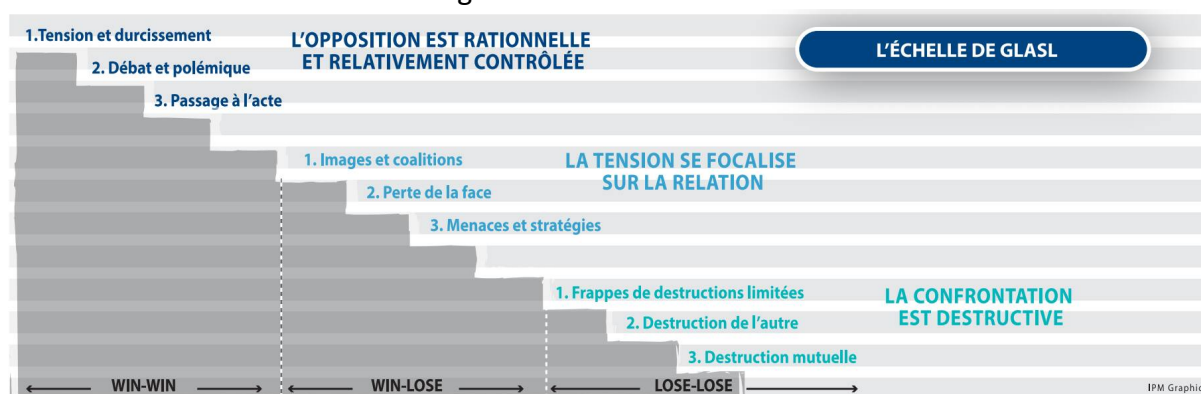 1.Tension et durcissement
L'OPPOSITION EST RATIONNELLE
ET RELATIVEMENT CONTRÔLÉE
L'ÉCHELLE DE GLASL
2. Débat et polémique
3. Passage à l'acte
1. Images et coalitions
LA TENSION SE FOCALISE
SUR LA RELATION
2. Perte de la face
3. Menaces et stratégies
1. Frappes de destructions limitées
LA CONFRONTATION
EST DESTRUCTIVE
2. Destruction de l'autre
3. Destruction mutuelle
WIN-WIN
WIN-LOSE
LOSE-LOSE